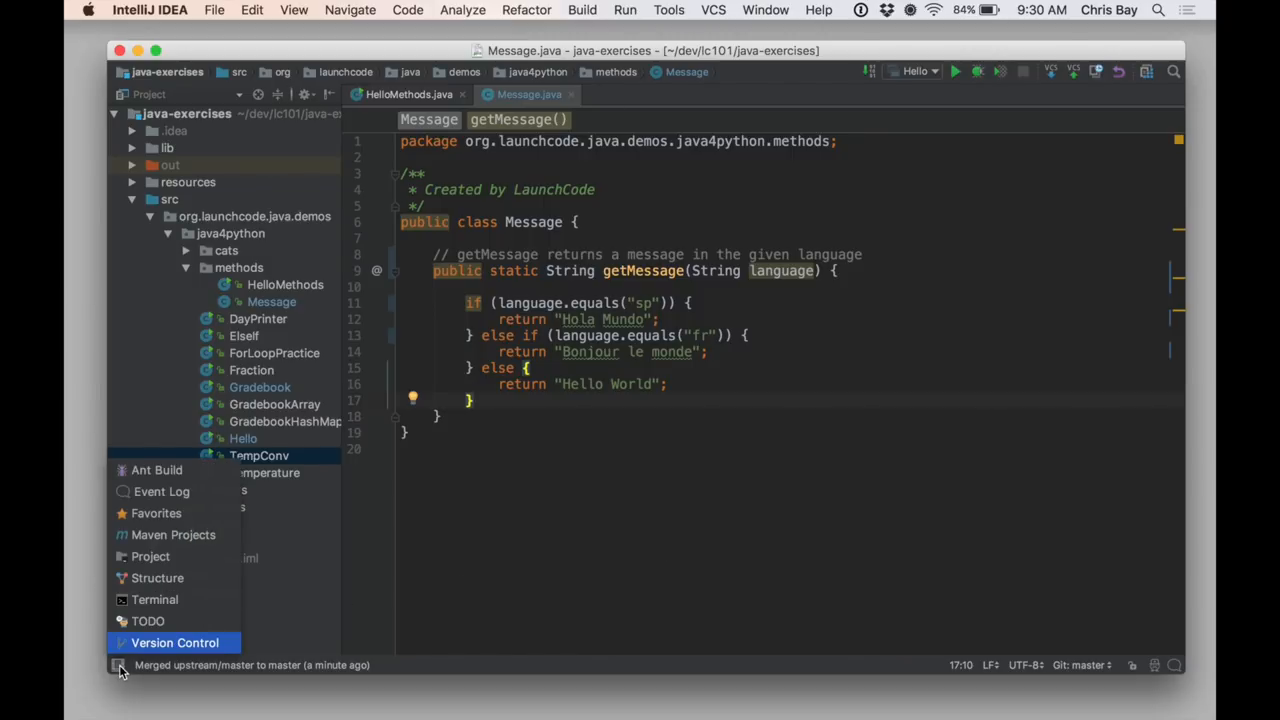 IntelliJ IDEA File Edit View Navigate Code Analyze Refactor Build Run Tools VCS Window Help 84% 9:30 AM Chris Bay
Message.java - java-exercises - [~/dev/lc101/java-exercises]
java-exercises src org launchcode java demos java4python methods Message Hello VCS VCS
Project
HelloMethods.java Message.java
Message getMessage()
java-exercises ~/dev/lc101/java-e
.idea
lib
out
resources
src
org.launchcode.java.demos
java4python
cats
methods
HelloMethods
Message
DayPrinter
ElseIf
ForLoopPractice
Fraction
Gradebook
GradebookArray
GradebookHashMap
Hello
TempConv
emperature
s
s
.iml
Ant Build
Event Log
Favorites
Maven Projects
Project
Structure
Terminal
TODO
Version Control
1 package org.launchcode.java.demos.java4python.methods;
2
3 /**
4 * Created by LaunchCode
5 */
6 public class Message {
7
8 // getMessage returns a message in the given language
9 @ public static String getMessage(String language) {
10
11 if (language.equals("sp")) {
12 return "Hola Mundo";
13 } else if (language.equals("fr")) {
14 return "Bonjour le monde";
15 } else {
16 return "Hello World";
17 }
18 }
19 }
20
Merged upstream/master to master (a minute ago) 17:10 LF UTF-8 Git: master